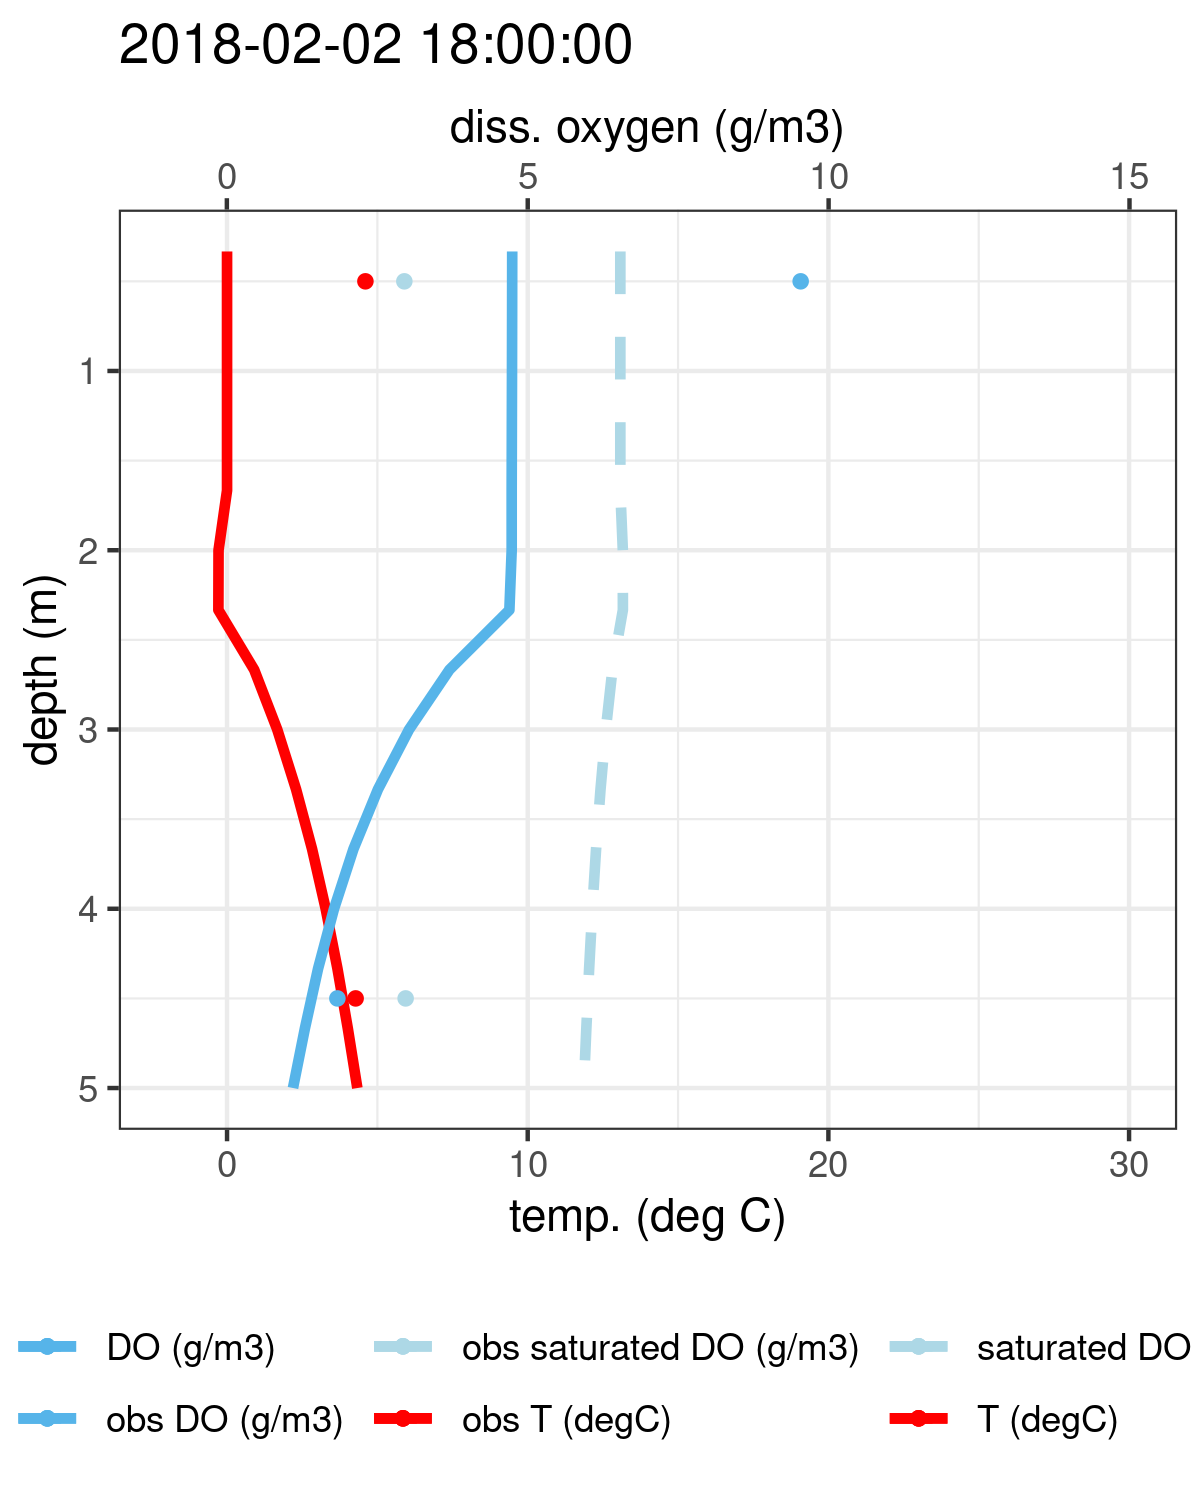 2018-02-02 18:00:00
diss. oxygen (g/m3)
0 5 10 15
depth (m)
1
2
3
4
5
0 10 20 30
temp. (deg C)
DO (g/m3) obs saturated DO (g/m3) saturated DO
obs DO (g/m3) obs T (degC) T (degC)